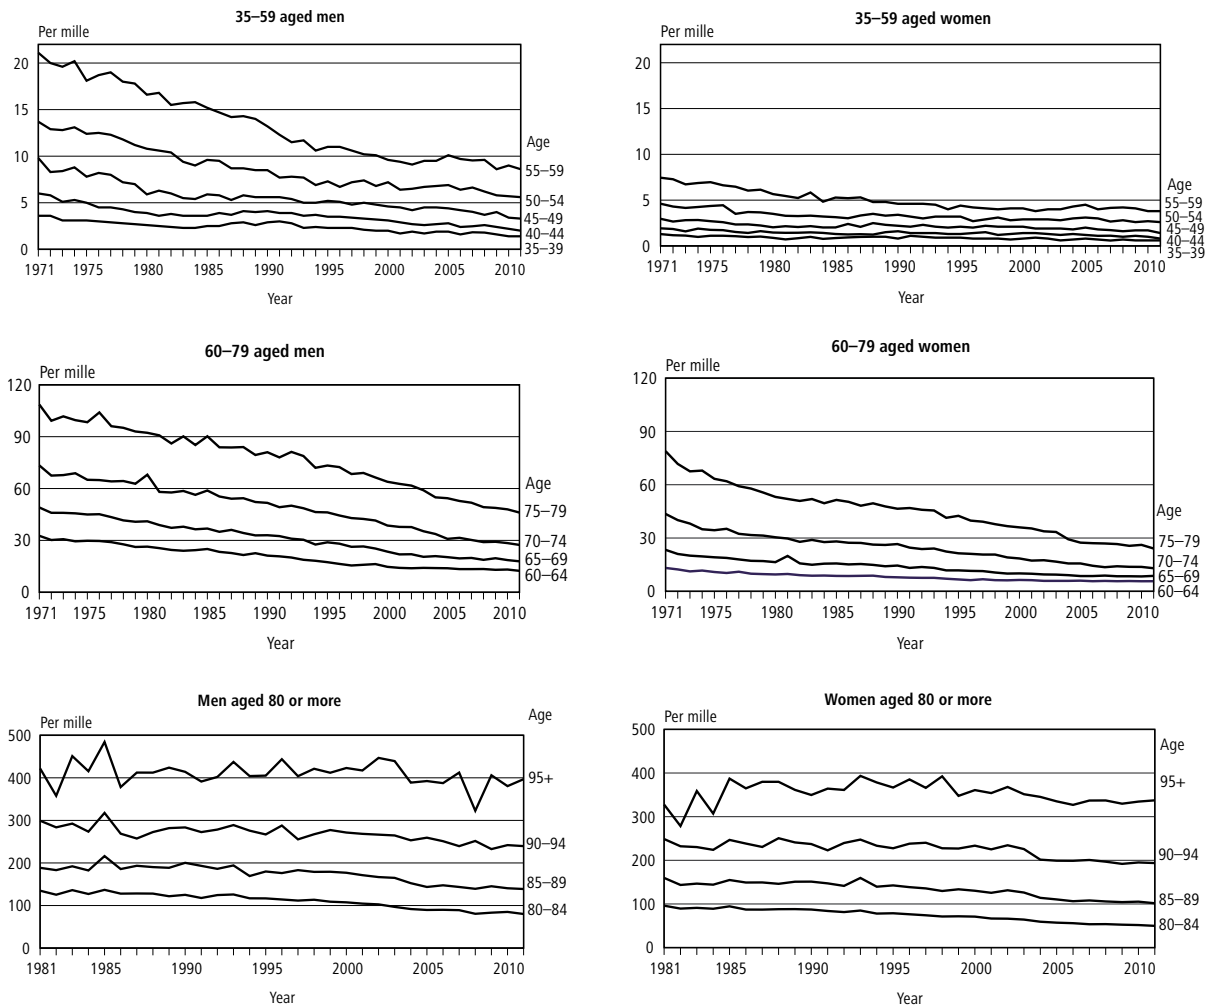 35–59 aged men
Per mille
20
15
10
5
0
Age
55–59
50–54
45–49
40–44
35–39
1971 1975 1980 1985 1990 1995 2000 2005 2010
Year
35–59 aged women
Per mille
20
15
10
5
0
Age
55–59
50–54
45–49
40–44
35–39
1971 1975 1980 1985 1990 1995 2000 2005 2010
Year
60–79 aged men
Per mille
120
90
60
30
0
Age
75–79
70–74
65–69
60–64
1971 1975 1980 1985 1990 1995 2000 2005 2010
Year
60–79 aged women
Per mille
120
90
60
30
0
Age
75–79
70–74
65–69
60–64
1971 1975 1980 1985 1990 1995 2000 2005 2010
Year
Men aged 80 or more
Per mille
500
400
300
200
100
0
Age
95+
90–94
85–89
80–84
1981 1985 1990 1995 2000 2005 2010
Year
Women aged 80 or more
Per mille
500
400
300
200
100
0
Age
95+
90–94
85–89
80–84
1981 1985 1990 1995 2000 2005 2010
Year